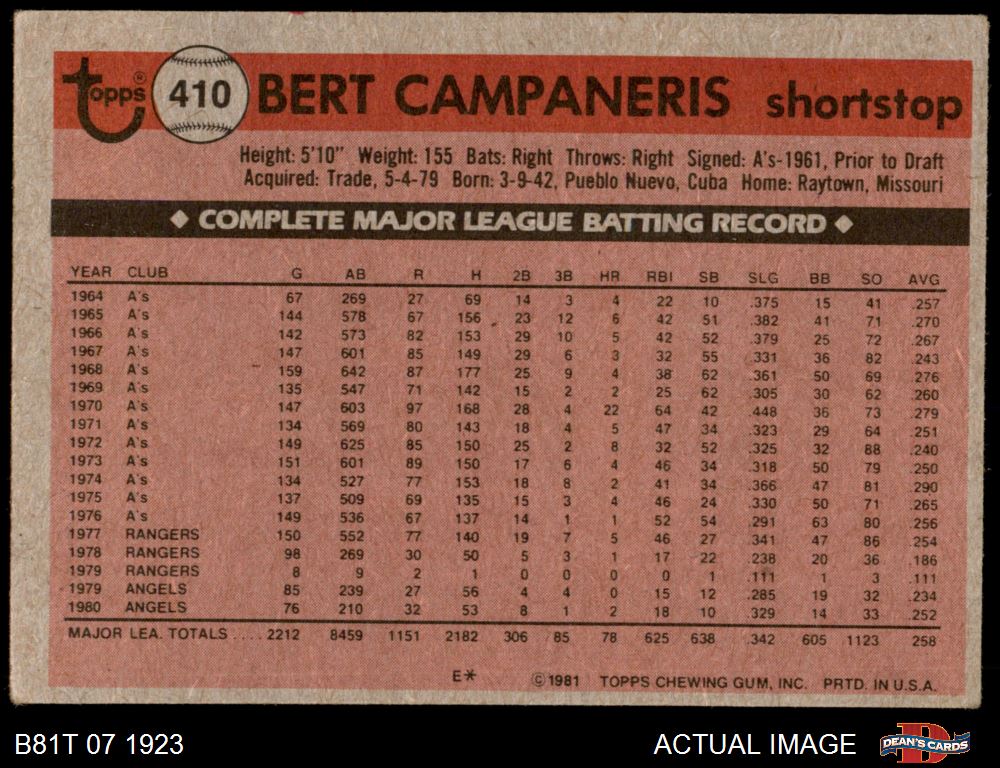 Topps ® 410 BERT CAMPANERIS shortstop
Height: 5'10" Weight: 155 Bats: Right Throws: Right Signed: A's-1961, Prior to Draft
Acquired: Trade, 5-4-79 Born: 3-9-42, Pueblo Nuevo, Cuba Home: Raytown, Missouri
◆ COMPLETE MAJOR LEAGUE BATTING RECORD ◆
YEAR CLUB G AB R H 2B 3B HR RBI SB SLG BB SO AVG
1964 A's 67 269 27 69 14 3 4 22 10 .375 15 41 .257
1965 A's 144 578 67 156 23 12 6 42 51 .382 41 71 .270
1966 A's 142 573 82 153 29 10 5 42 52 .379 25 72 .267
1967 A's 147 601 85 149 29 6 3 32 55 .331 36 82 .243
1968 A's 159 642 87 177 25 9 4 38 62 .361 50 69 .276
1969 A's 135 547 71 142 15 2 2 25 62 .305 30 62 .260
1970 A's 147 603 97 168 28 4 22 64 42 .448 36 73 .279
1971 A's 134 569 80 143 18 4 5 47 34 .323 29 64 .251
1972 A's 149 625 85 150 25 2 8 32 52 .325 32 88 .240
1973 A's 151 601 89 150 17 6 4 46 34 .318 50 79 .250
1974 A's 134 527 77 153 18 8 2 41 34 .366 47 81 .290
1975 A's 137 509 69 135 15 3 4 46 24 .330 50 71 .265
1976 A's 149 536 67 137 14 1 1 52 54 .291 63 80 .256
1977 RANGERS 150 552 77 140 19 7 5 46 27 .341 47 86 .254
1978 RANGERS 98 269 30 50 5 3 1 17 22 .238 20 36 .186
1979 RANGERS 8 9 2 1 0 0 0 0 1 .111 1 3 .111
1979 ANGELS 85 239 27 56 4 4 0 15 12 .285 19 32 .234
1980 ANGELS 76 210 32 53 8 1 2 18 10 .329 14 33 .252
MAJOR LEA. TOTALS .... 2212 8459 1151 2182 306 85 78 625 638 .342 605 1123 .258
E* ©1981 TOPPS CHEWING GUM, INC. PRTD. IN U.S.A.
B81T 07 1923 ACTUAL IMAGE DEAN'S CARDS